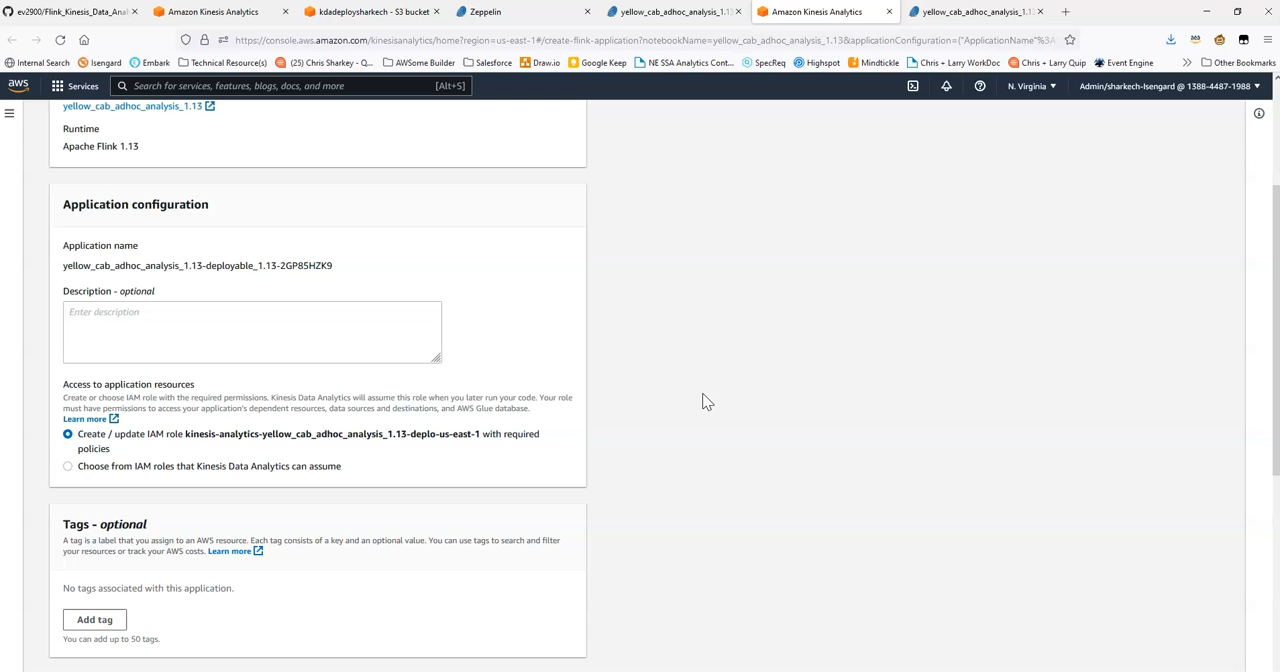 ev2900/Flink_Kinesis_Data_Anal
Amazon Kinesis Analytics
kdadeploysharkech - S3 bucket
Zeppelin
yellow_cab_adhoc_analysis_1.13
Amazon Kinesis Analytics
yellow_cab_adhoc_analysis_1.13
https://console.aws.amazon.com/kinesisanalytics/home?region=us-east-1#/create-flink-application?notebookName=yellow_cab_adhoc_analysis_1.13&applicationConfiguration={"ApplicationName"%3A
Internal Search
Isengard
Embark
Technical Resource(s)
(25) Chris Sharkey - Q...
AWSome Builder
Salesforce
Draw.io
Google Keep
NE SSA Analytics Cont...
SpecReq
Highspot
Mindtickle
Chris + Larry WorkDoc
Chris + Larry Quip
Event Engine
Other Bookmarks
aws
Services
Search for services, features, blogs, docs, and more
[Alt+S]
N. Virginia
Admin/sharkech-Isengard @ 1388-4487-1988
yellow_cab_adhoc_analysis_1.13
Runtime
Apache Flink 1.13
Application configuration
Application name
yellow_cab_adhoc_analysis_1.13-deployable_1.13-2GP85HZK9
Description - optional
Enter description
Access to application resources
Create or choose IAM role with the required permissions. Kinesis Data Analytics will assume this role when you later run your code. Your role
must have permissions to access your application's dependent resources, data sources and destinations, and AWS Glue database.
Learn more
Create / update IAM role kinesis-analytics-yellow_cab_adhoc_analysis_1.13-deplo-us-east-1 with required
policies
Choose from IAM roles that Kinesis Data Analytics can assume
Tags - optional
A tag is a label that you assign to an AWS resource. Each tag consists of a key and an optional value. You can use tags to search and filter
your resources or track your AWS costs. Learn more
No tags associated with this application.
Add tag
You can add up to 50 tags.